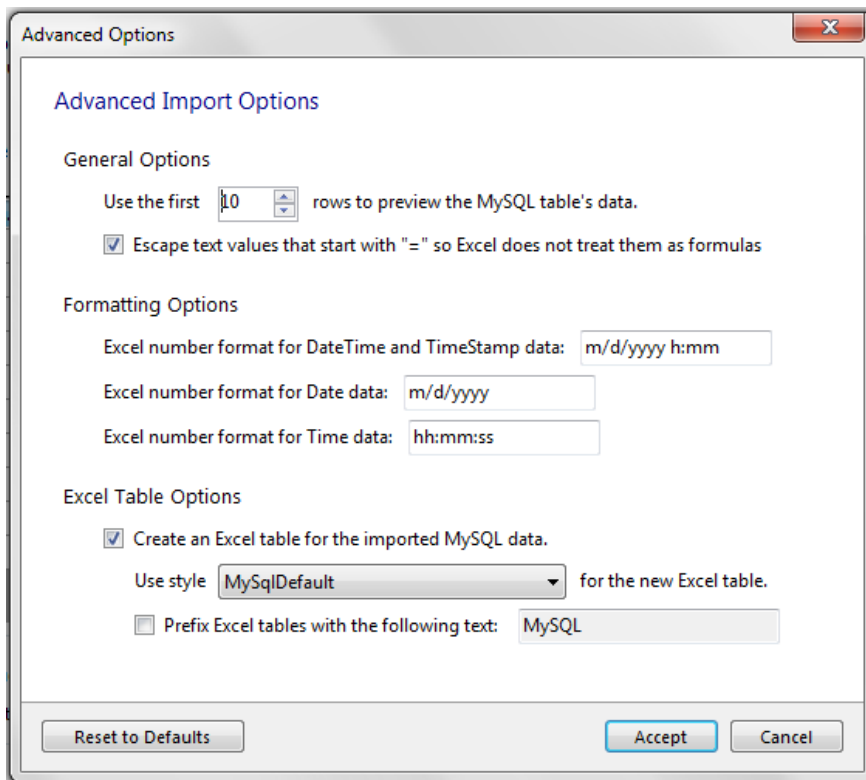 Advanced Options
X
Advanced Import Options
General Options
Use the first 10 rows to preview the MySQL table's data.
Escape text values that start with "=" so Excel does not treat them as formulas
Formatting Options
Excel number format for DateTime and TimeStamp data: m/d/yyyy h:mm
Excel number format for Date data: m/d/yyyy
Excel number format for Time data: hh:mm:ss
Excel Table Options
Create an Excel table for the imported MySQL data.
Use style MySqlDefault for the new Excel table.
Prefix Excel tables with the following text: MySQL
Reset to Defaults Accept Cancel